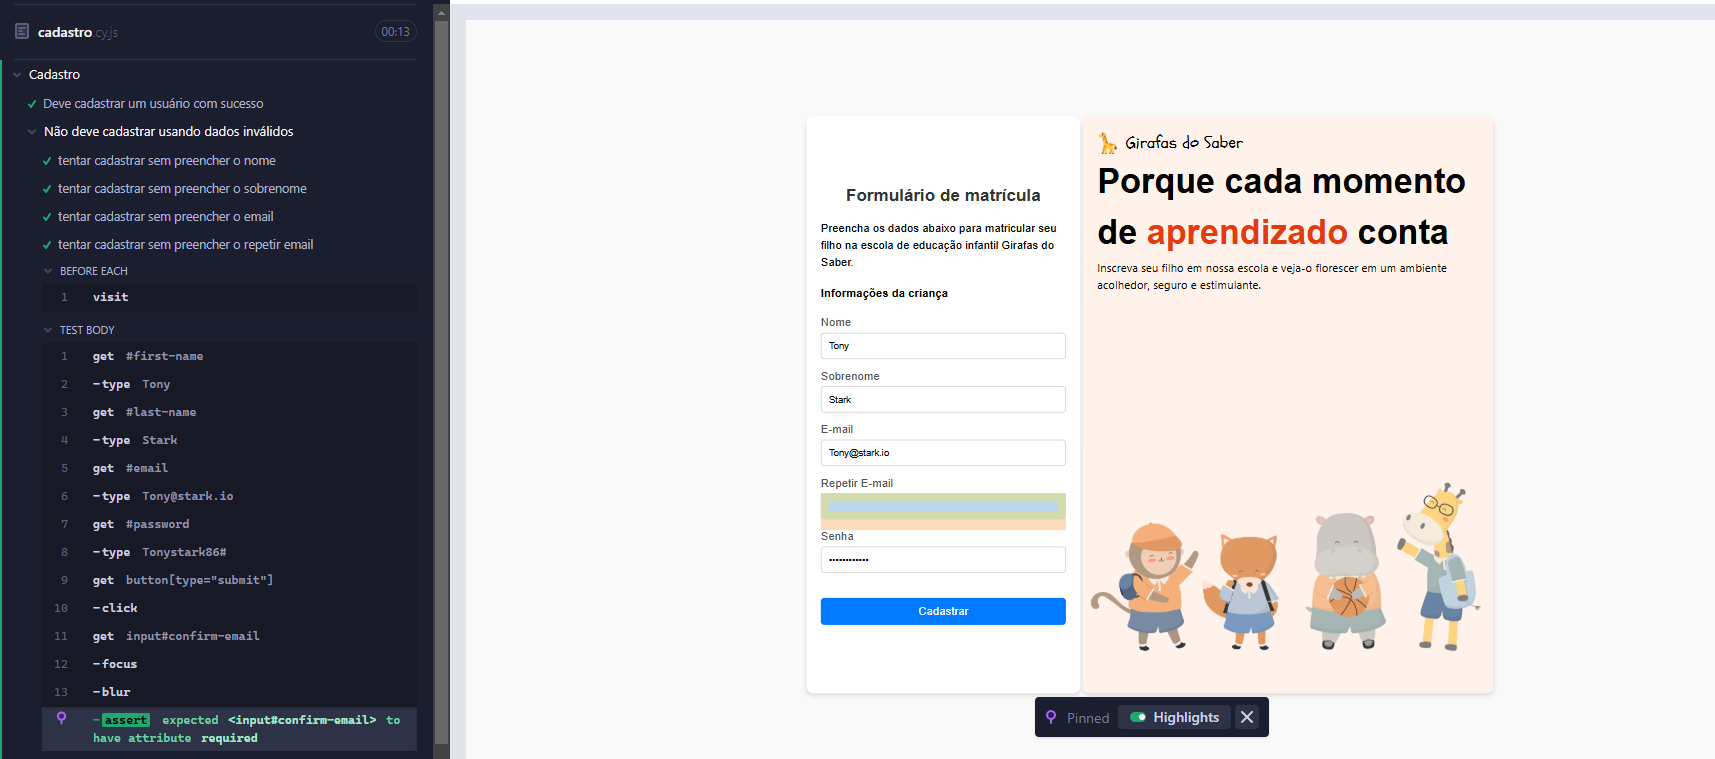 cadastro.cy.js
00:13
Cadastro
Deve cadastrar um usuário com sucesso
Não deve cadastrar usando dados inválidos
tentar cadastrar sem preencher o nome
tentar cadastrar sem preencher o sobrenome
tentar cadastrar sem preencher o email
tentar cadastrar sem preencher o repetir email
BEFORE EACH
1 visit
TEST BODY
1 get #first-name
2 -type Tony
3 get #last-name
4 -type Stark
5 get #email
6 -type Tony@stark.io
7 get #password
8 -type Tonystark86#
9 get button[type="submit"]
10 -click
11 get input#confirm-email
12 -focus
13 -blur
-assert expected <input#confirm-email> to
have attribute required
Formulário de matrícula
Preencha os dados abaixo para matricular seu
filho na escola de educação infantil Girafas do
Saber.
Informações da criança
Nome
Tony
Sobrenome
Stark
E-mail
Tony@stark.io
Repetir E-mail
Senha
••••••••••••
Cadastrar
Girafas do Saber
Porque cada momento
de aprendizado conta
Inscreva seu filho em nossa escola e veja-o florescer em um ambiente
acolhedor, seguro e estimulante.
Pinned
Highlights